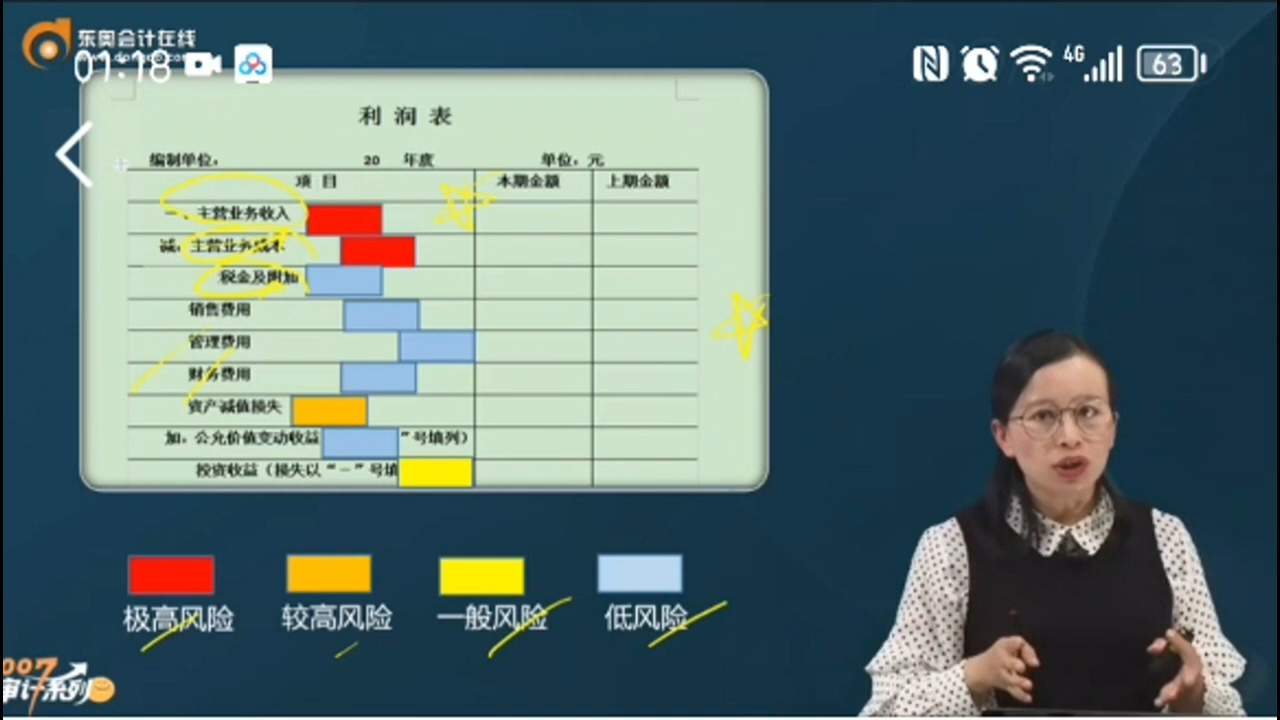 东奥会计在线
01:18
4G
63
利 润 表
编制单位： 20 年度 单位：元
项 目 本期金额 上期金额
一、主营业务收入
减：主营业务成本
税金及附加
销售费用
管理费用
财务费用
资产减值损失
加：公允价值变动收益 ”号填列）
投资收益（损失以“－”号填
极高风险 较高风险 一般风险 低风险
007
审计系列